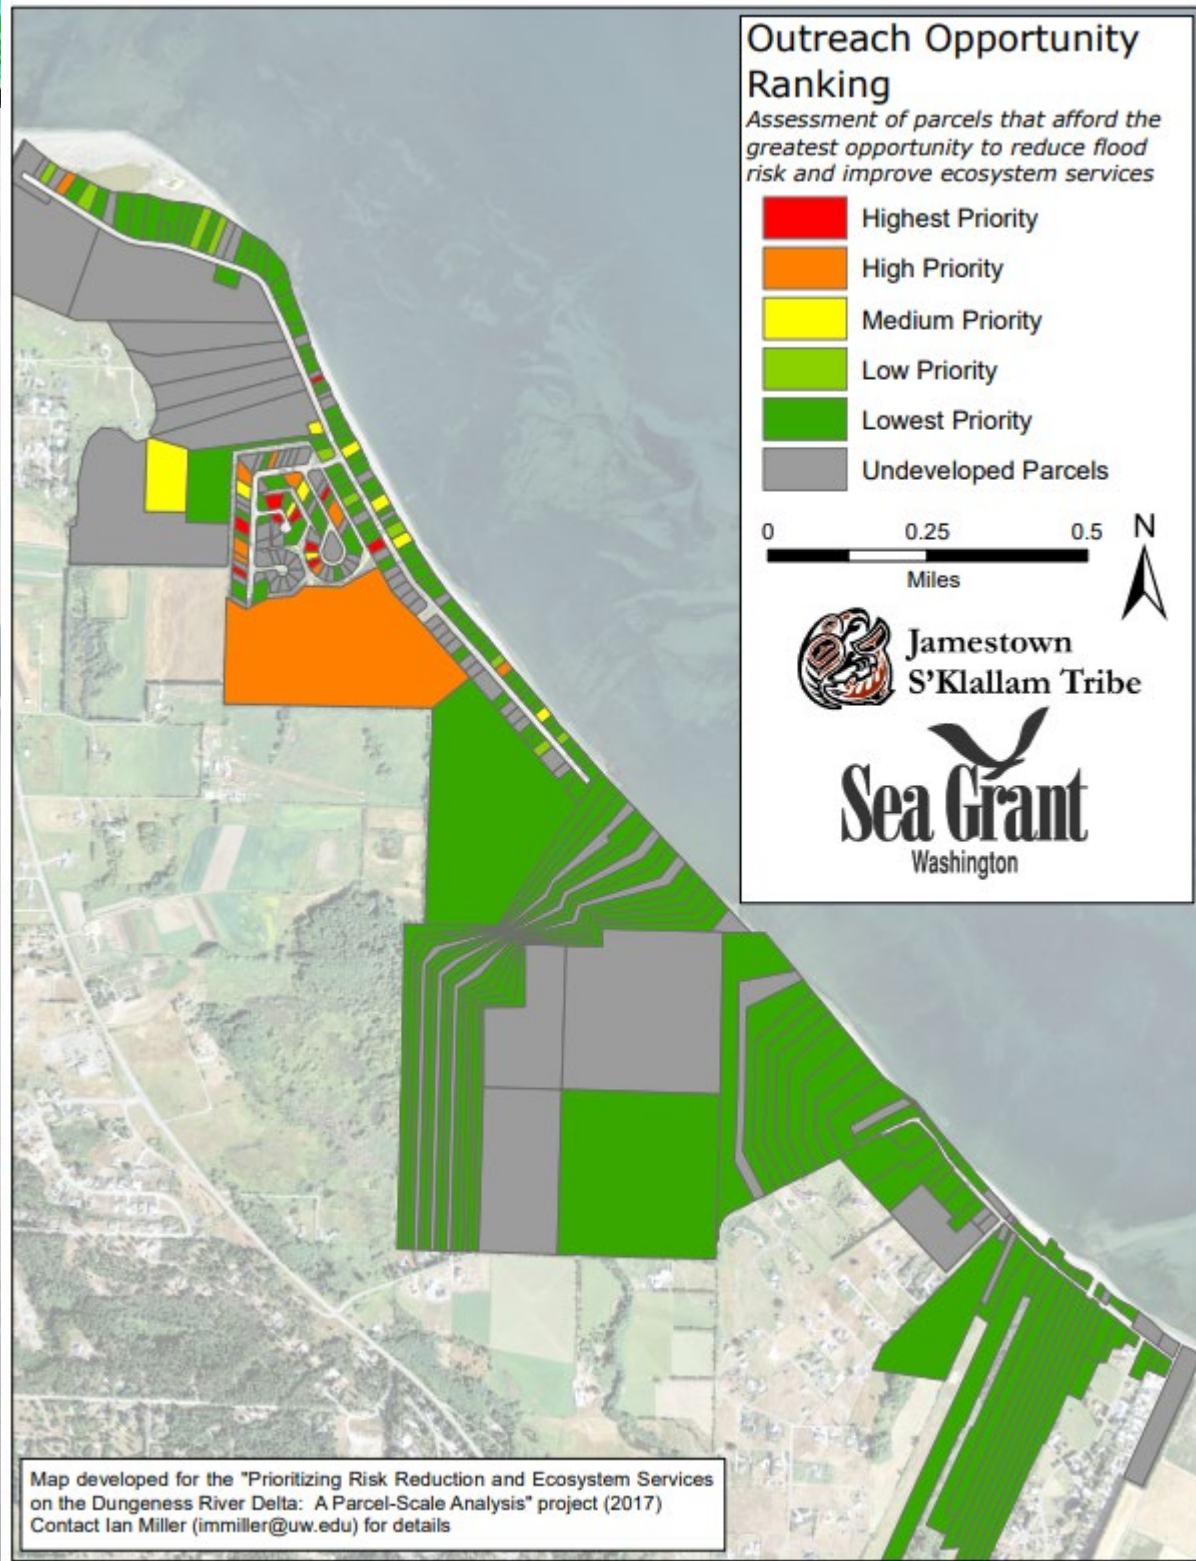 Outreach Opportunity
Ranking
Assessment of parcels that afford the
greatest opportunity to reduce flood
risk and improve ecosystem services
Highest Priority
High Priority
Medium Priority
Low Priority
Lowest Priority
Undeveloped Parcels
0 0.25 0.5
Miles
N
Jamestown
S'Klallam Tribe
Sea Grant
Washington
Map developed for the "Prioritizing Risk Reduction and Ecosystem Services
on the Dungeness River Delta: A Parcel-Scale Analysis" project (2017)
Contact Ian Miller (immiller@uw.edu) for details